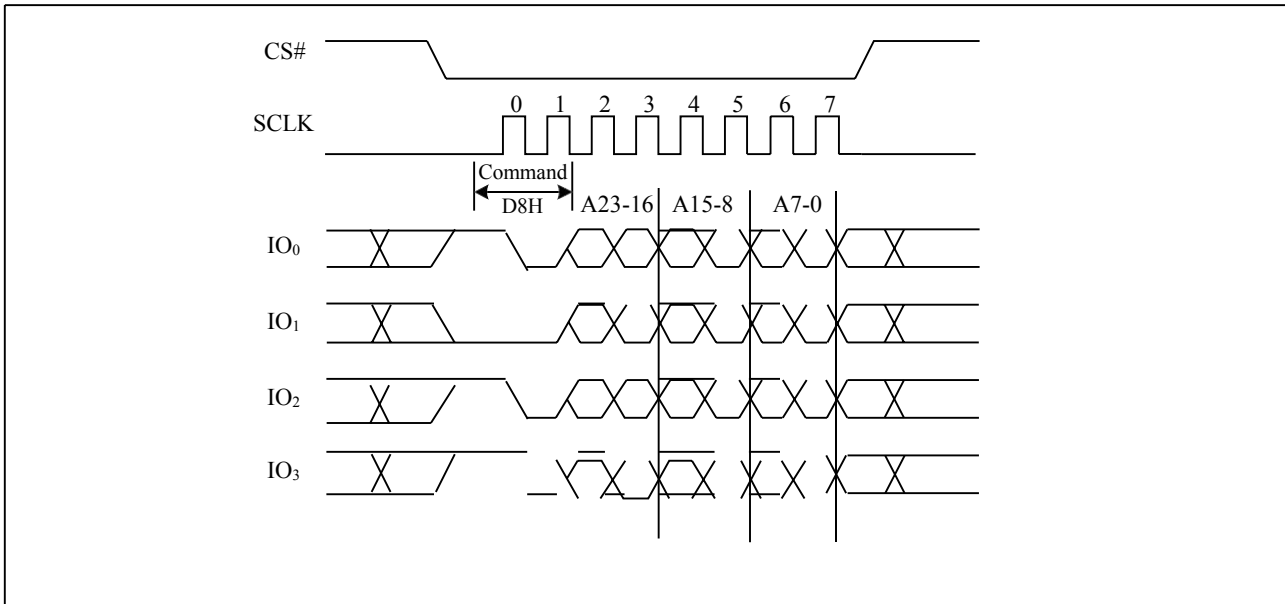 CS#
0 1 2 3 4 5 6 7
SCLK
Command
D8H
A23-16 A15-8 A7-0
IO0
IO1
IO2
IO3